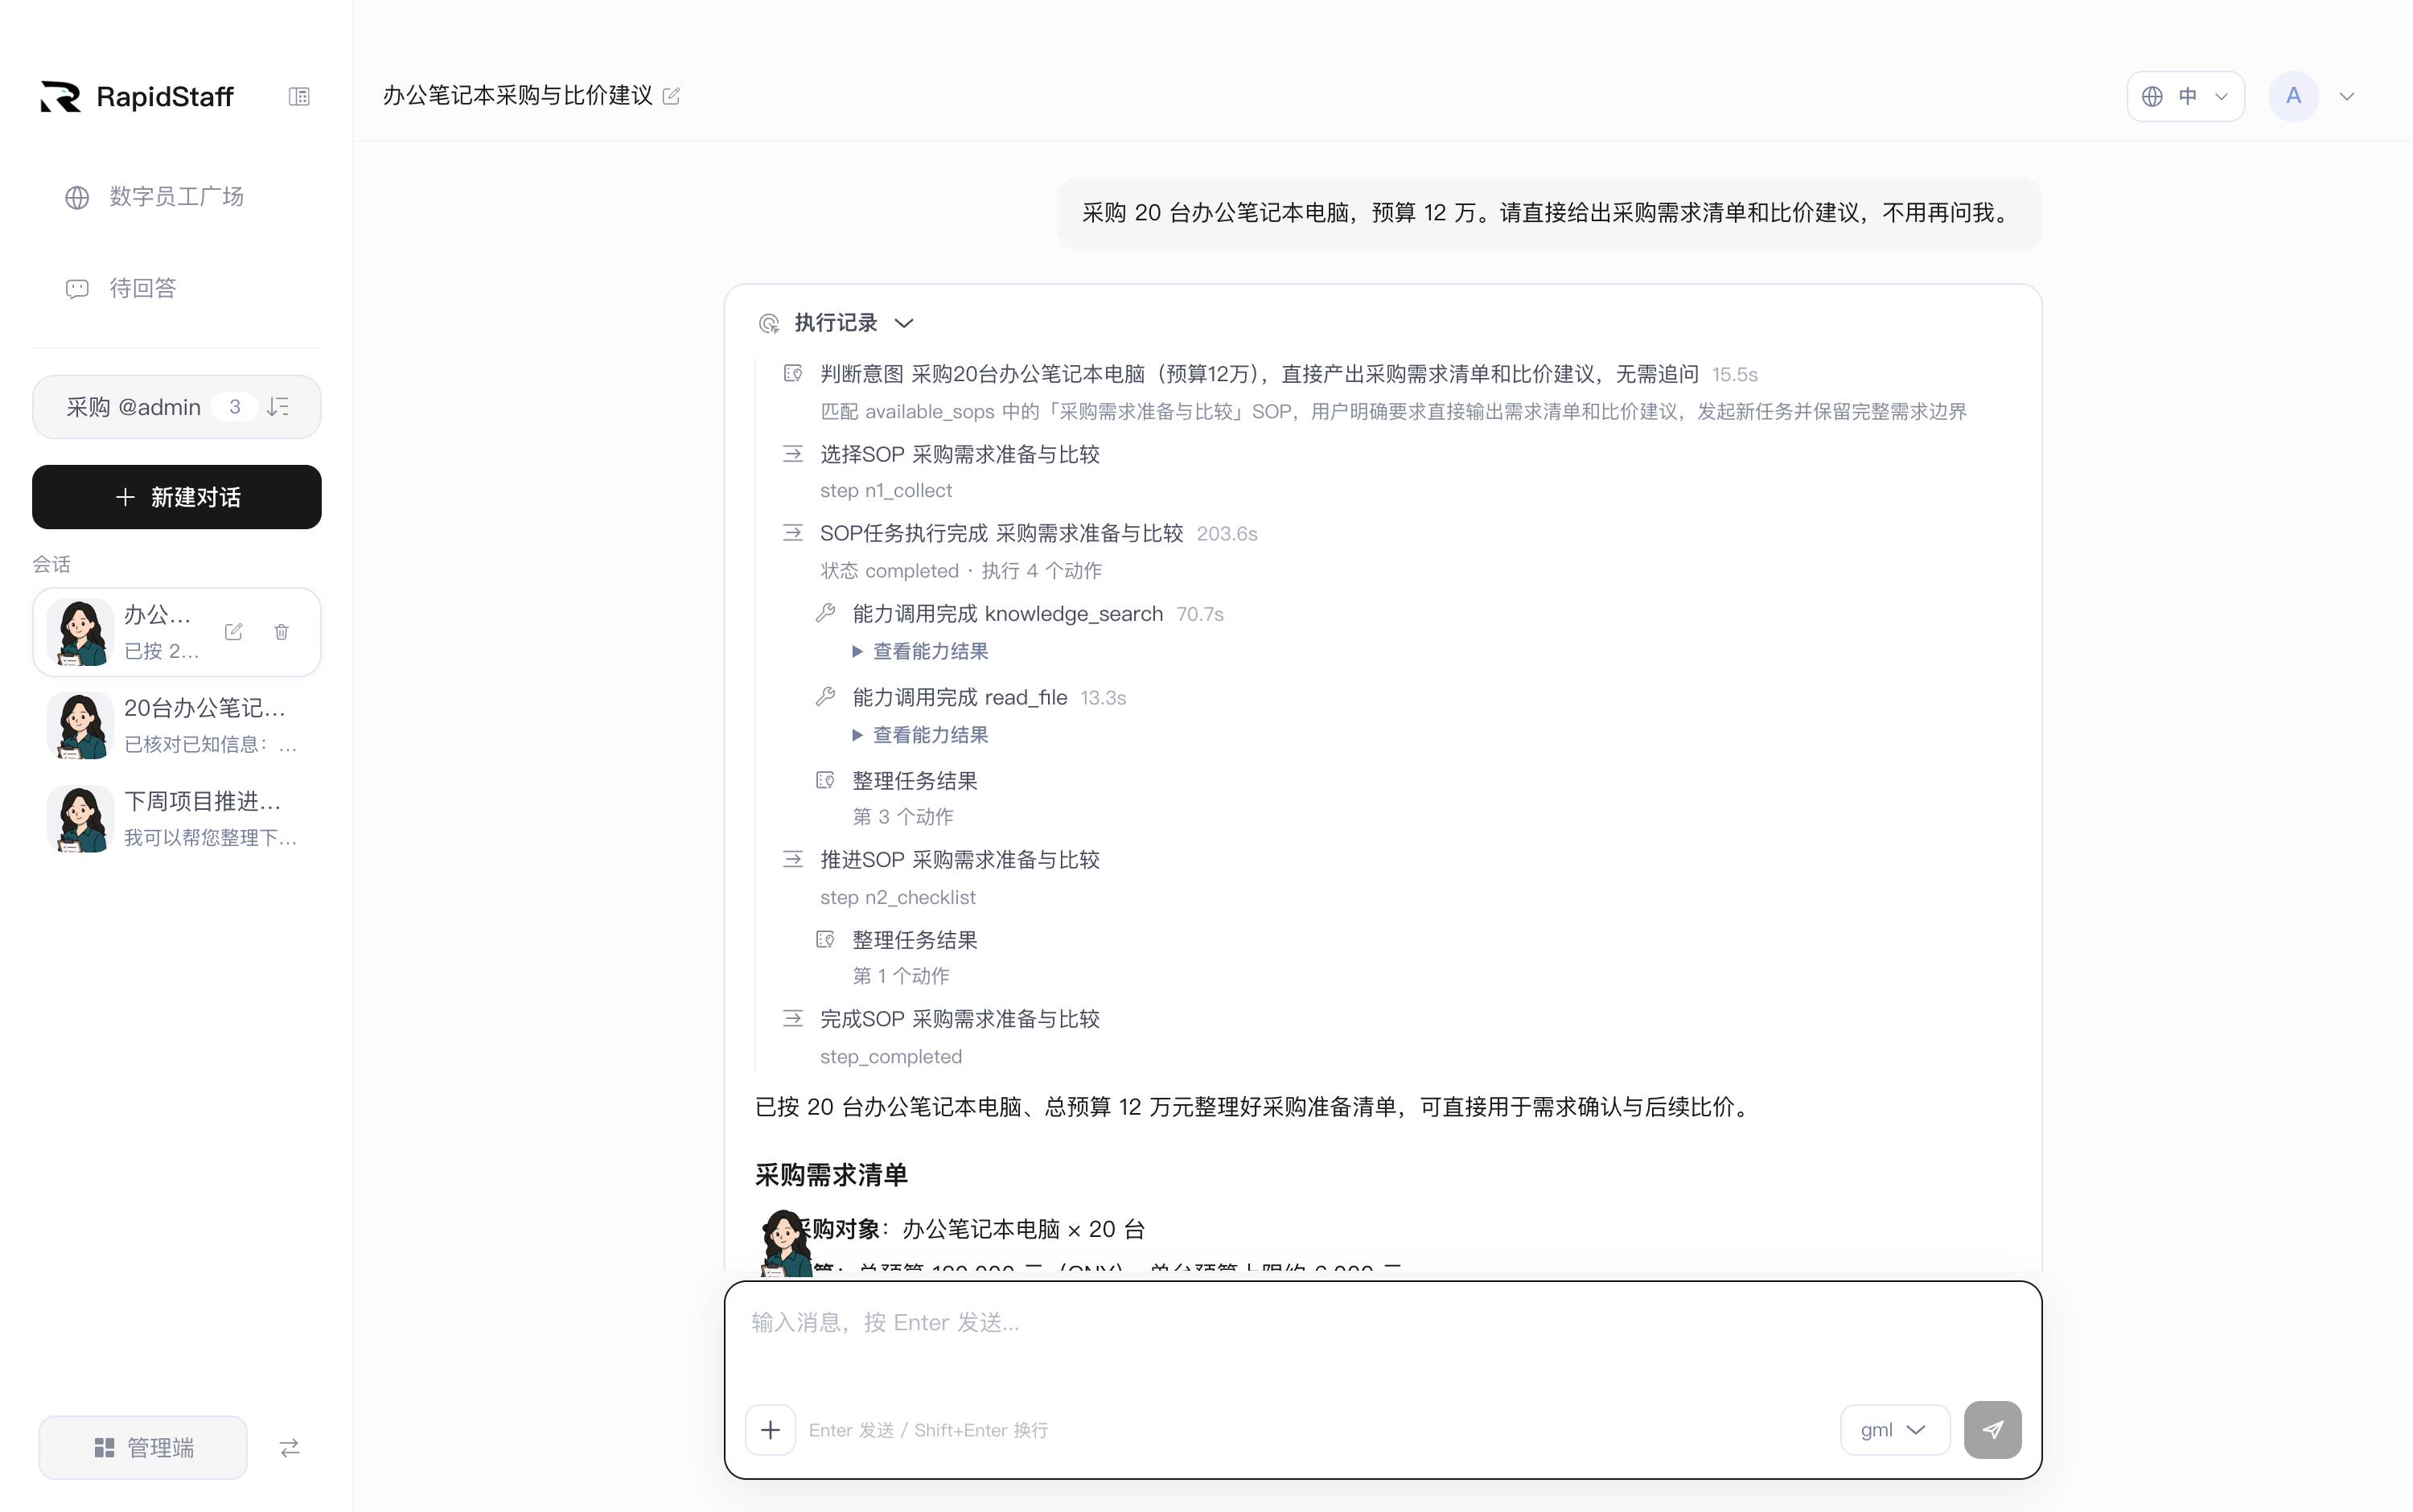 RapidStaff
数字员工广场
待回答
采购 @admin 3
新建对话
会话
办公...
已按 2...
20台办公笔记...
已核对已知信息：...
下周项目推进...
我可以帮您整理下...
管理端
办公笔记本采购与比价建议
中
A
采购 20 台办公笔记本电脑，预算 12 万。请直接给出采购需求清单和比价建议，不用再问我。
执行记录
判断意图 采购20台办公笔记本电脑（预算12万），直接产出采购需求清单和比价建议，无需追问 15.5s
匹配 available_sops 中的「采购需求准备与比较」SOP，用户明确要求直接输出需求清单和比价建议，发起新任务并保留完整需求边界
选择SOP 采购需求准备与比较
step n1_collect
SOP任务执行完成 采购需求准备与比较 203.6s
状态 completed · 执行 4 个动作
能力调用完成 knowledge_search 70.7s
查看能力结果
能力调用完成 read_file 13.3s
查看能力结果
整理任务结果
第 3 个动作
推进SOP 采购需求准备与比较
step n2_checklist
整理任务结果
第 1 个动作
完成SOP 采购需求准备与比较
step_completed
已按 20 台办公笔记本电脑、总预算 12 万元整理好采购准备清单，可直接用于需求确认与后续比价。
采购需求清单
采购对象：办公笔记本电脑 × 20 台
算：总预算 120,000 元（CNY），单台预算上限约 6,000 元
输入消息，按 Enter 发送...
Enter 发送 / Shift+Enter 换行
gml